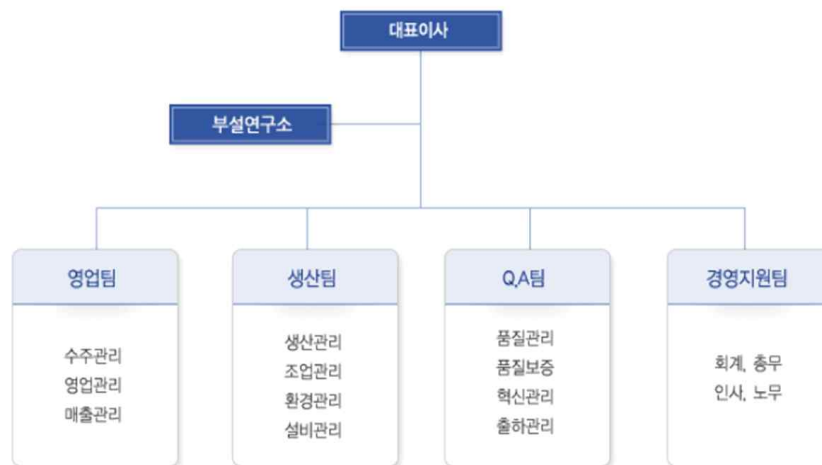 대표이사
부설연구소
영업팀
수주관리
영업관리
매출관리
생산팀
생산관리
조업관리
환경관리
설비관리
Q.A팀
품질관리
품질보증
혁신관리
출하관리
경영지원팀
회계, 총무
인사, 노무